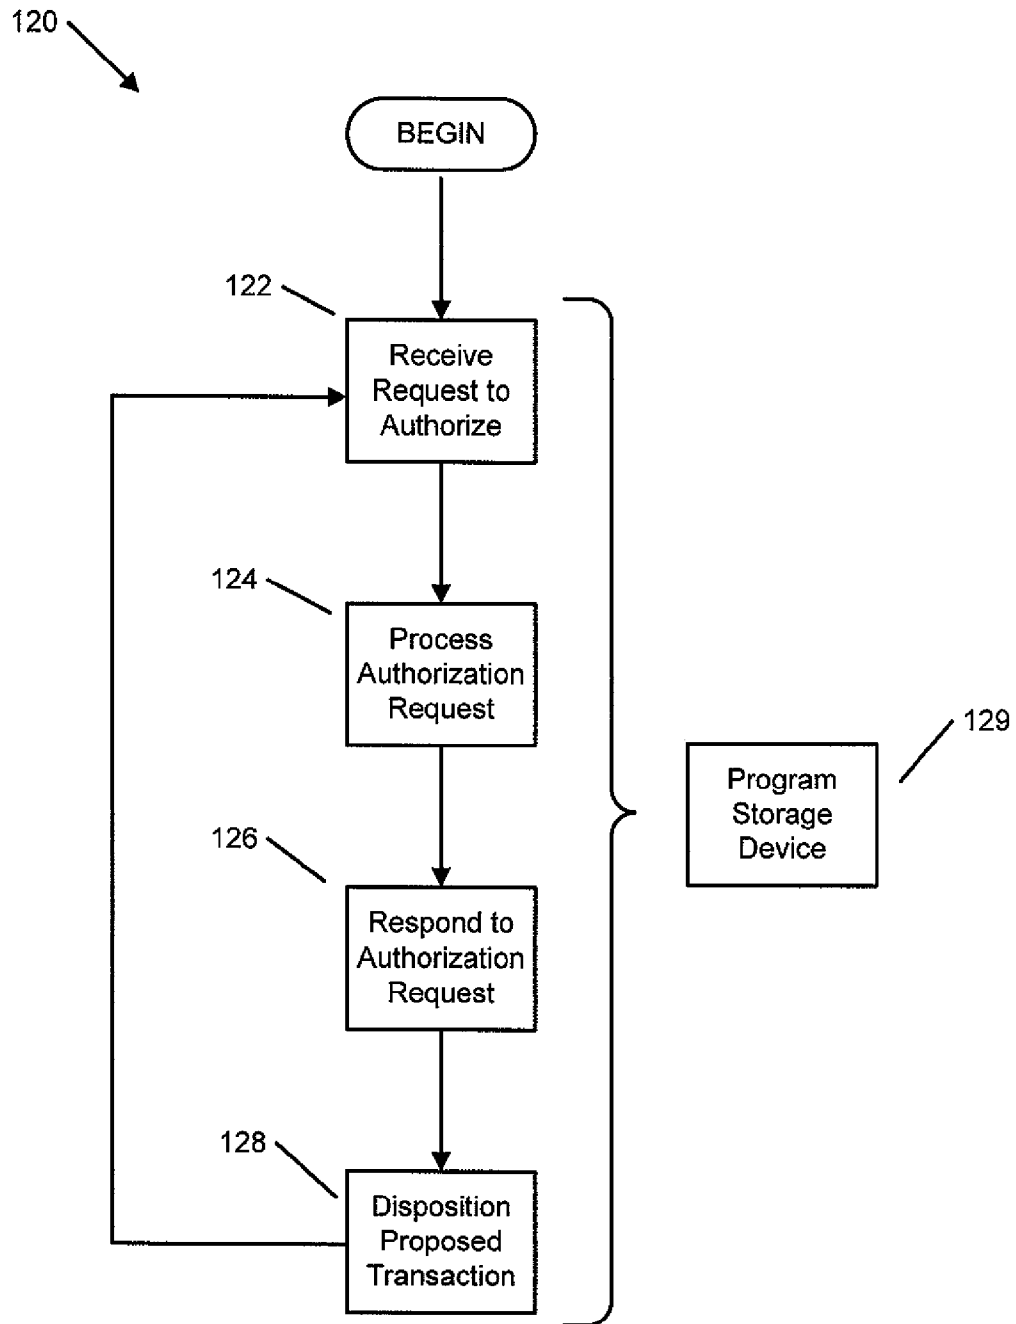 120
BEGIN
122
Receive
Request to
Authorize
124
Process
Authorization
Request
129
Program
Storage
Device
126
Respond to
Authorization
Request
128
Disposition
Proposed
Transaction